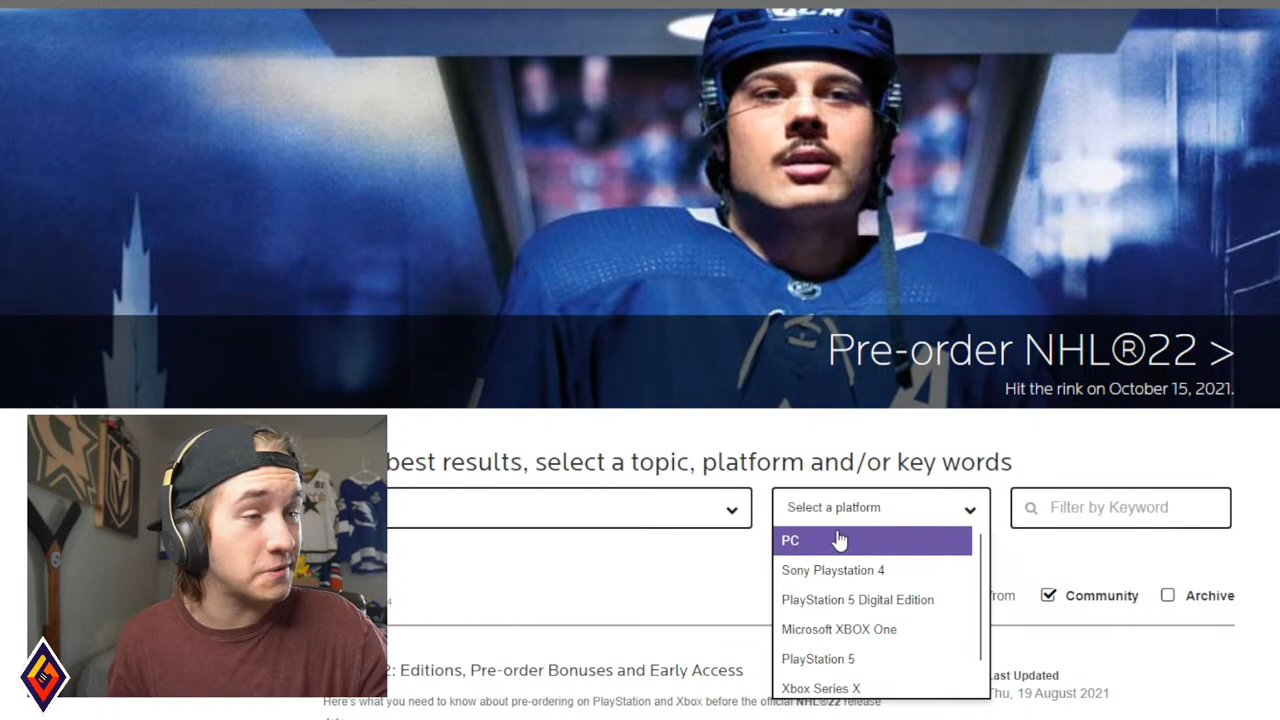 Pre-order NHL®22 >
Hit the rink on October 15, 2021.
best results, select a topic, platform and/or key words
Select a platform
Filter by Keyword
PC
Sony Playstation 4
PlayStation 5 Digital Edition
Microsoft XBOX One
PlayStation 5
Xbox Series X
Community
Archive
2: Editions, Pre-order Bonuses and Early Access
Here's what you need to know about pre-ordering on PlayStation and Xbox before the official NHL®22 release
Last Updated
Thu, 19 August 2021